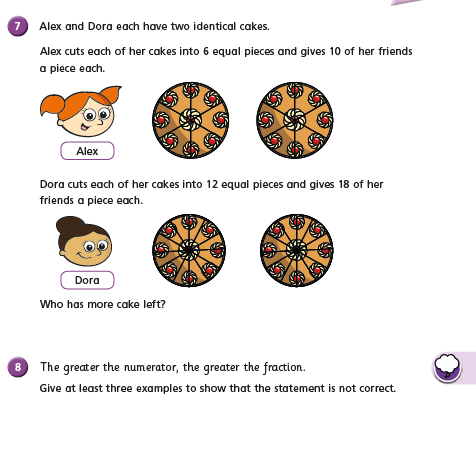 7 Alex and Dora each have two identical cakes.
Alex cuts each of her cakes into 6 equal pieces and gives 10 of her friends
a piece each.
Alex
Dora cuts each of her cakes into 12 equal pieces and gives 18 of her
friends a piece each.
Dora
Who has more cake left?
8 The greater the numerator, the greater the fraction.
Give at least three examples to show that the statement is not correct.